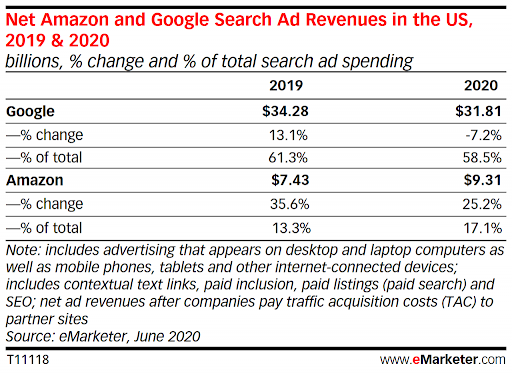 Net Amazon and Google Search Ad Revenues in the US,
2019 & 2020
billions, % change and % of total search ad spending
2019 2020
Google $34.28 $31.81
—% change 13.1% -7.2%
—% of total 61.3% 58.5%
Amazon $7.43 $9.31
—% change 35.6% 25.2%
—% of total 13.3% 17.1%
Note: includes advertising that appears on desktop and laptop computers as
well as mobile phones, tablets and other internet-connected devices;
includes contextual text links, paid inclusion, paid listings (paid search) and
SEO; net ad revenues after companies pay traffic acquisition costs (TAC) to
partner sites
Source: eMarketer, June 2020
T11118 www.eMarketer.com